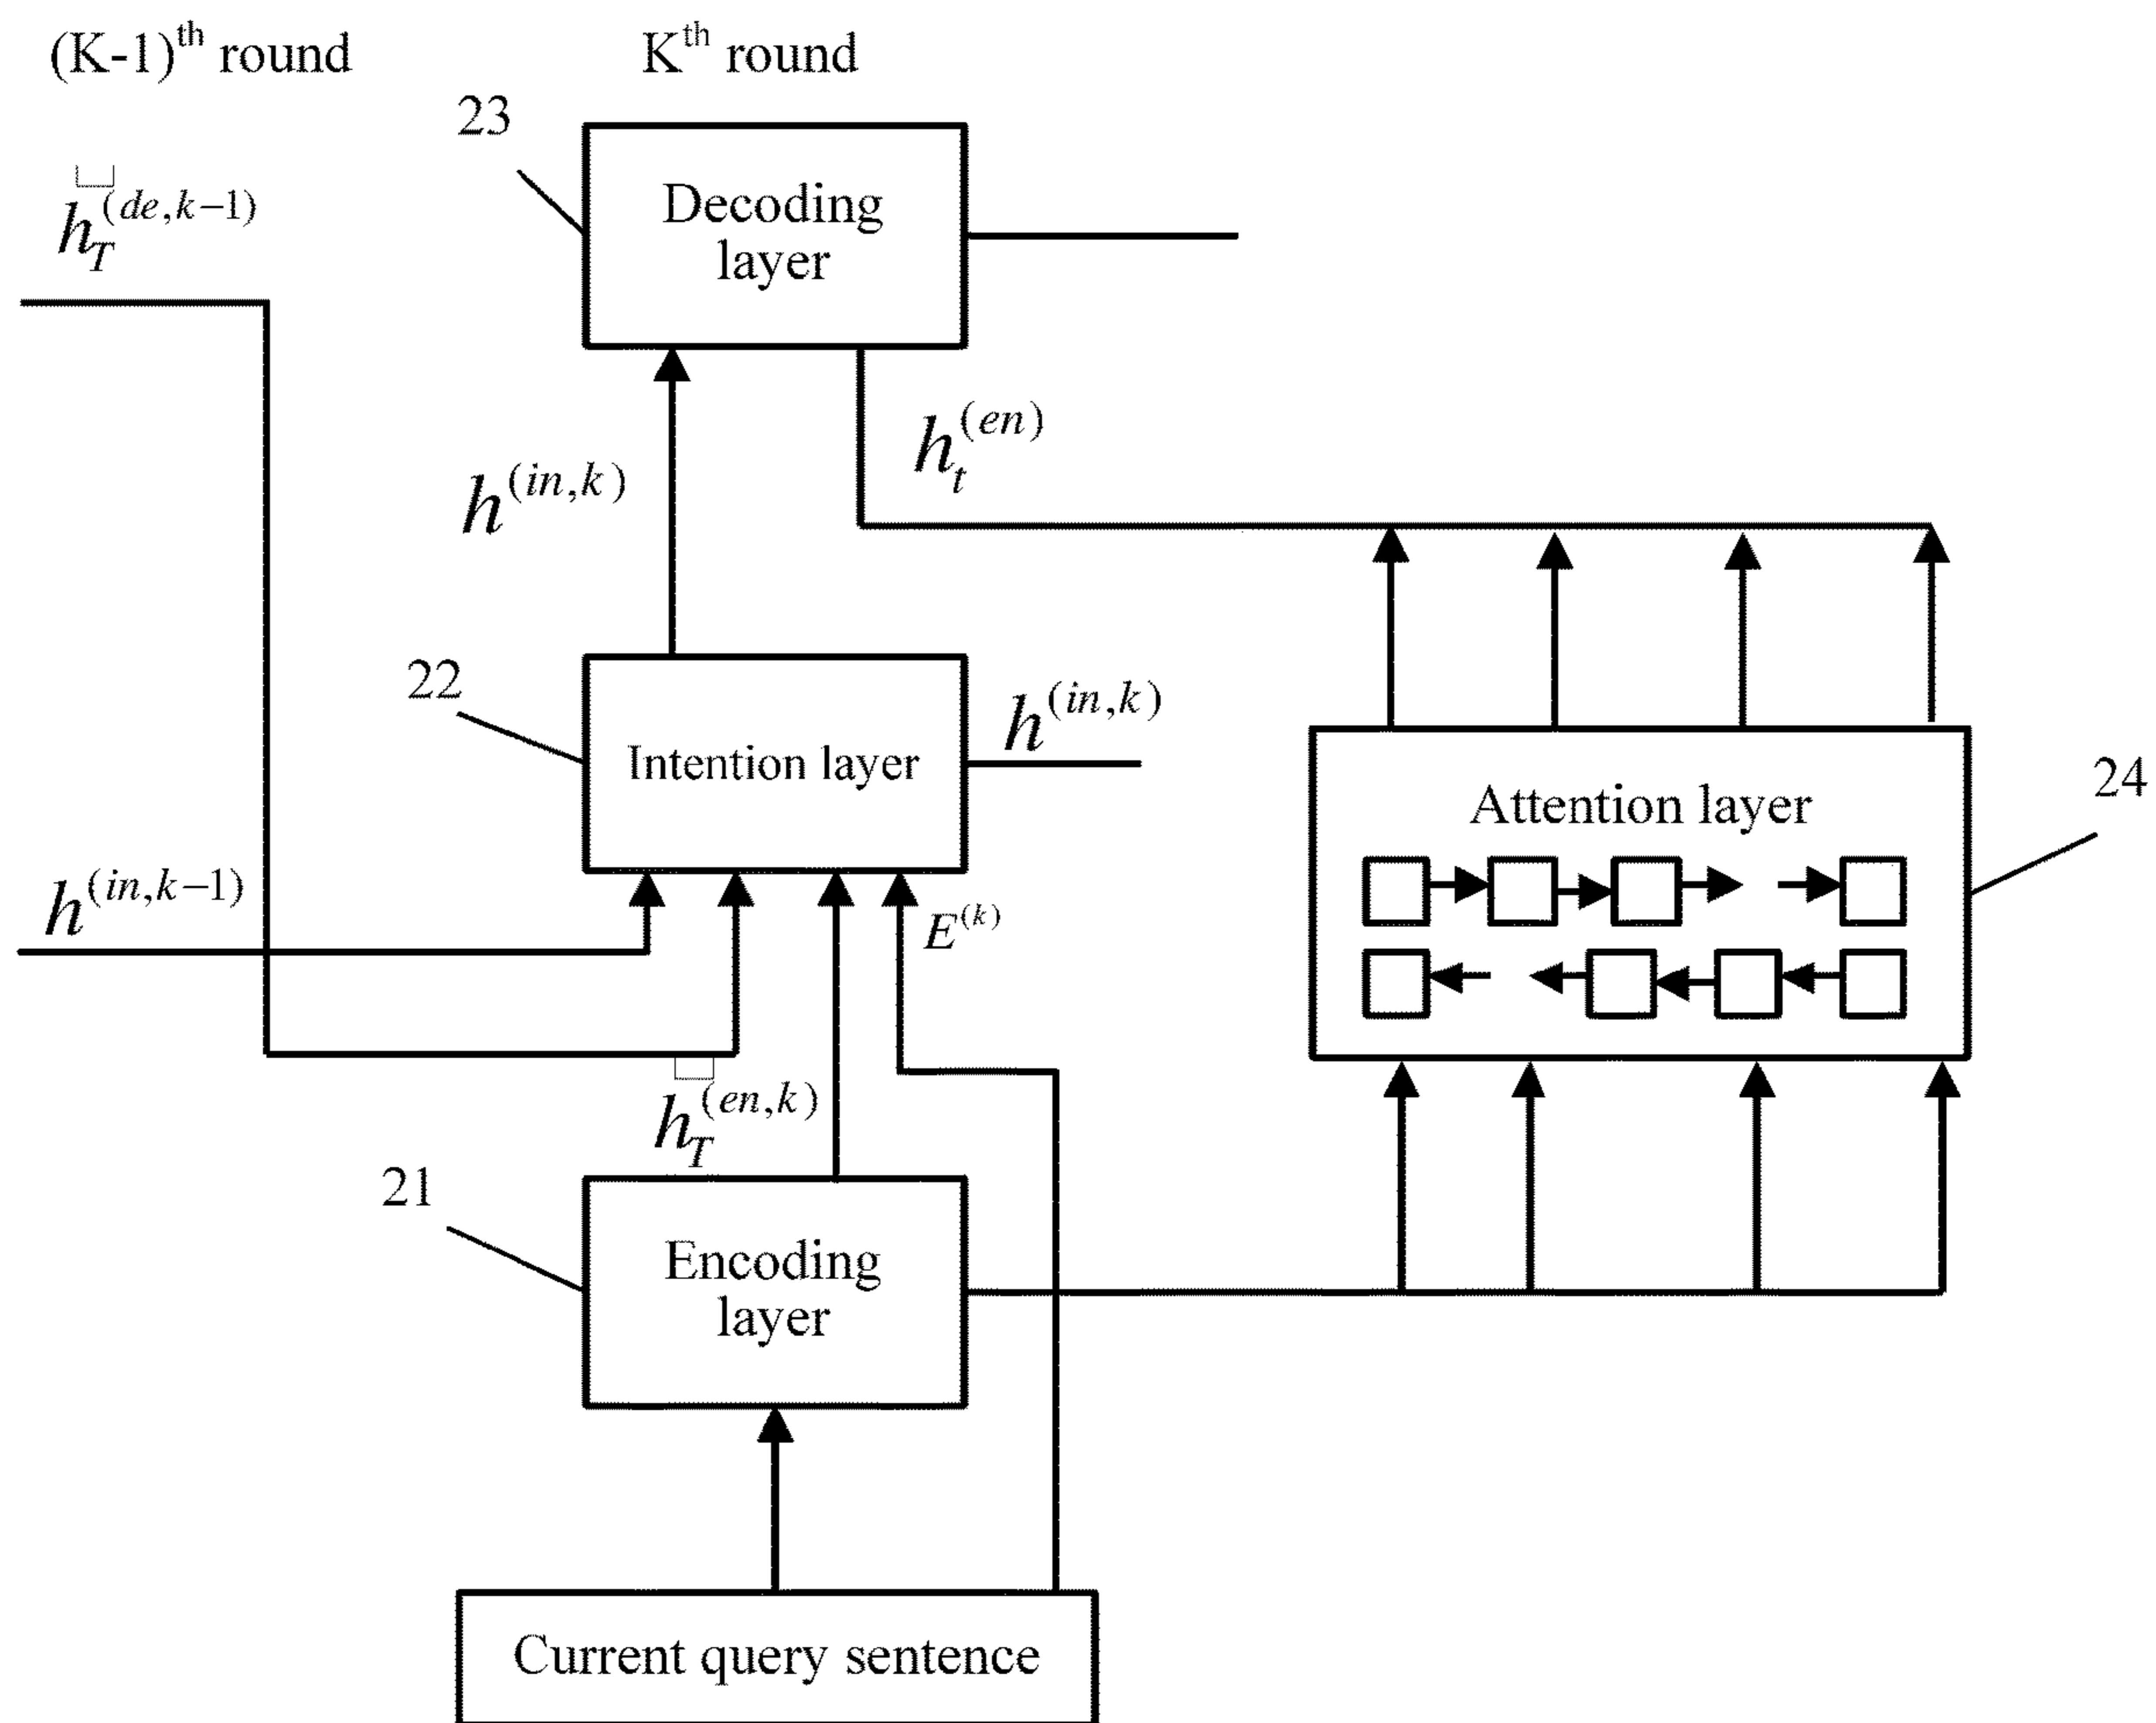 (K-1)th round
Kth round
23
Decoding
layer
h_T^(de,k−1)
h_t^(en)
h^(in,k)
22
Intention layer
h^(in,k)
24
Attention layer
h^(in,k−1)
E^(k)
h_T^(en,k)
21
Encoding
layer
Current query sentence